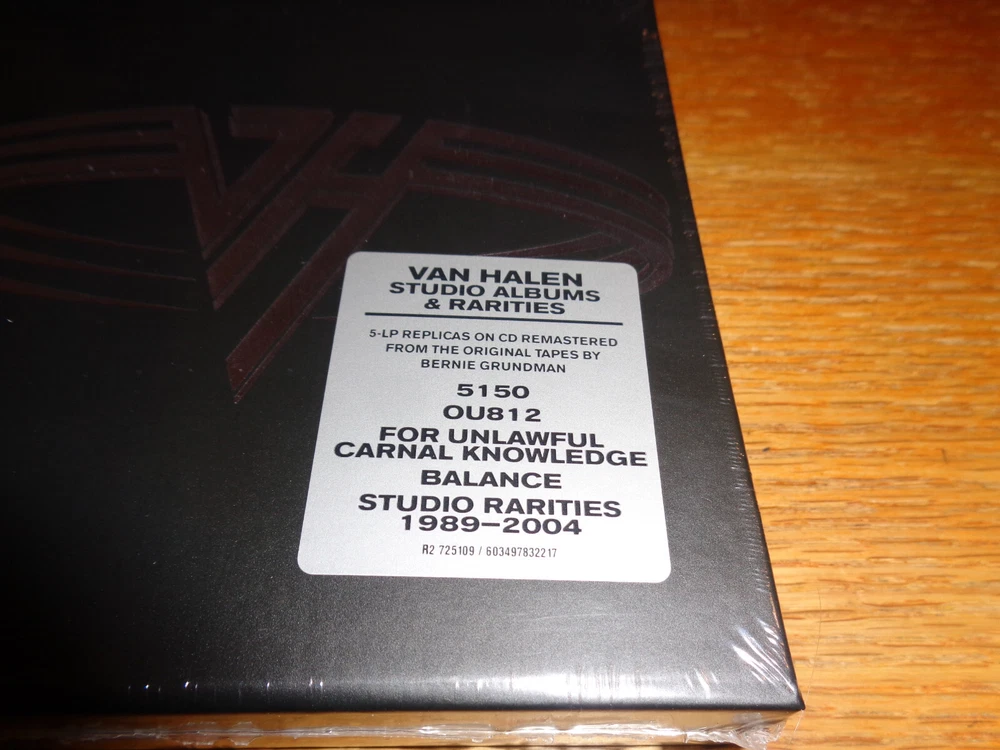 VAN HALEN
STUDIO ALBUMS
& RARITIES
5-LP REPLICAS ON CD REMASTERED
FROM THE ORIGINAL TAPES BY
BERNIE GRUNDMAN
5150
OU812
FOR UNLAWFUL
CARNAL KNOWLEDGE
BALANCE
STUDIO RARITIES
1989–2004
R2 725109 / 603497832217